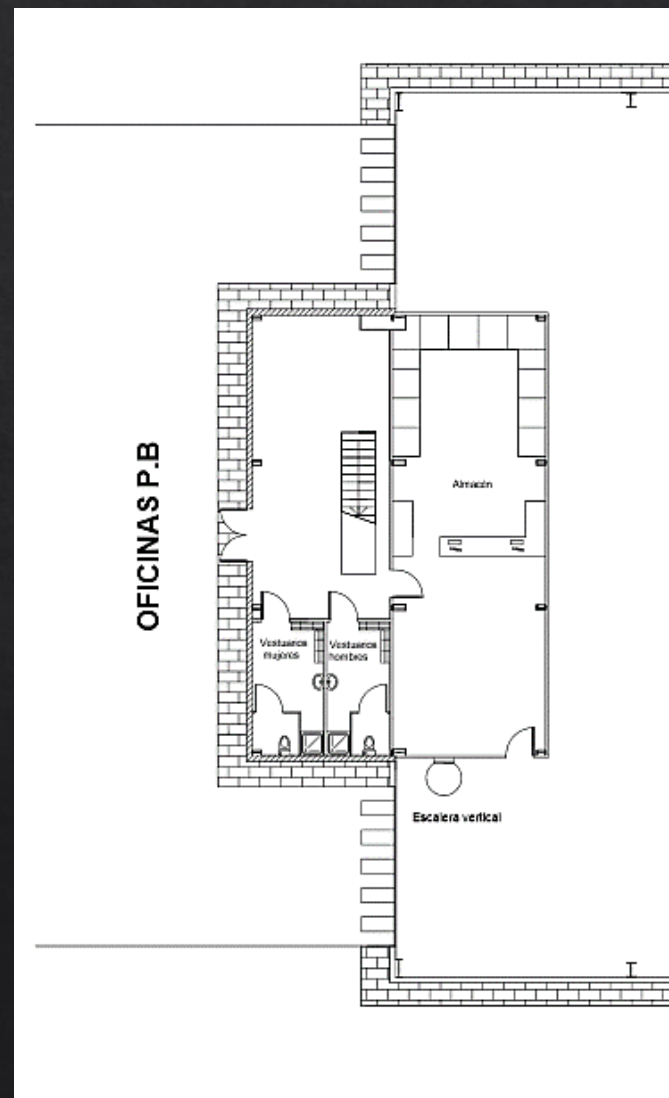 OFICINAS P.B
Almacén
Vestuarios
mujeres
Vestuarios
hombres
Escalera vertical